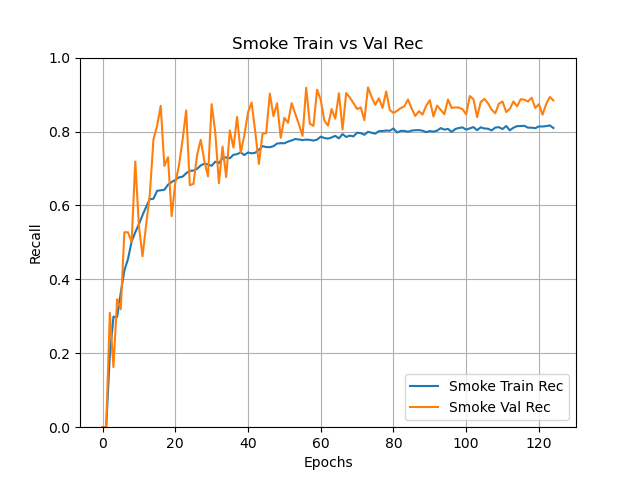 Smoke Train vs Val Rec
1.0
0.8
0.6
0.4
0.2
0.0
Recall
0 20 40 60 80 100 120
Epochs
Smoke Train Rec
Smoke Val Rec